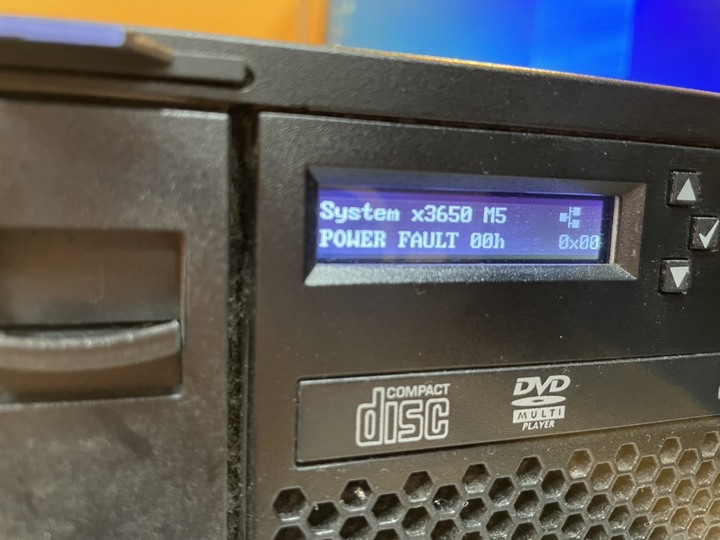 System x3650 M5
POWER FAULT 00h 0x00
COMPACT
disc
DVD
MULTI
PLAYER